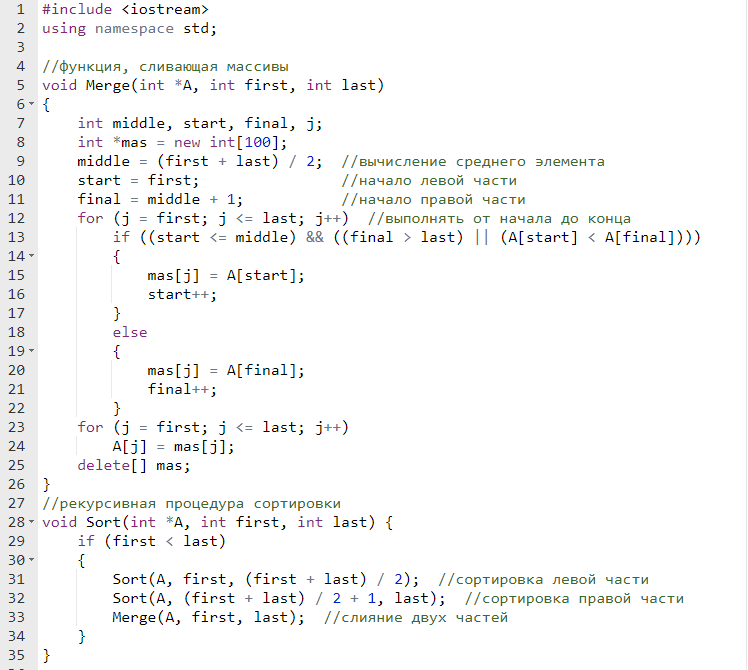 1 #include <iostream>
2 using namespace std;
3
4 //функция, сливающая массивы
5 void Merge(int *A, int first, int last)
6 {
7     int middle, start, final, j;
8     int *mas = new int[100];
9     middle = (first + last) / 2;  //вычисление среднего элемента
10     start = first;                //начало левой части
11     final = middle + 1;           //начало правой части
12     for (j = first; j <= last; j++)  //выполнять от начала до конца
13         if ((start <= middle) && ((final > last) || (A[start] < A[final])))
14         {
15             mas[j] = A[start];
16             start++;
17         }
18         else
19         {
20             mas[j] = A[final];
21             final++;
22         }
23     for (j = first; j <= last; j++)
24         A[j] = mas[j];
25     delete[] mas;
26 }
27 //рекурсивная процедура сортировки
28 void Sort(int *A, int first, int last) {
29     if (first < last)
30     {
31         Sort(A, first, (first + last) / 2);  //сортировка левой части
32         Sort(A, (first + last) / 2 + 1, last);  //сортировка правой части
33         Merge(A, first, last);  //слияние двух частей
34     }
35 }